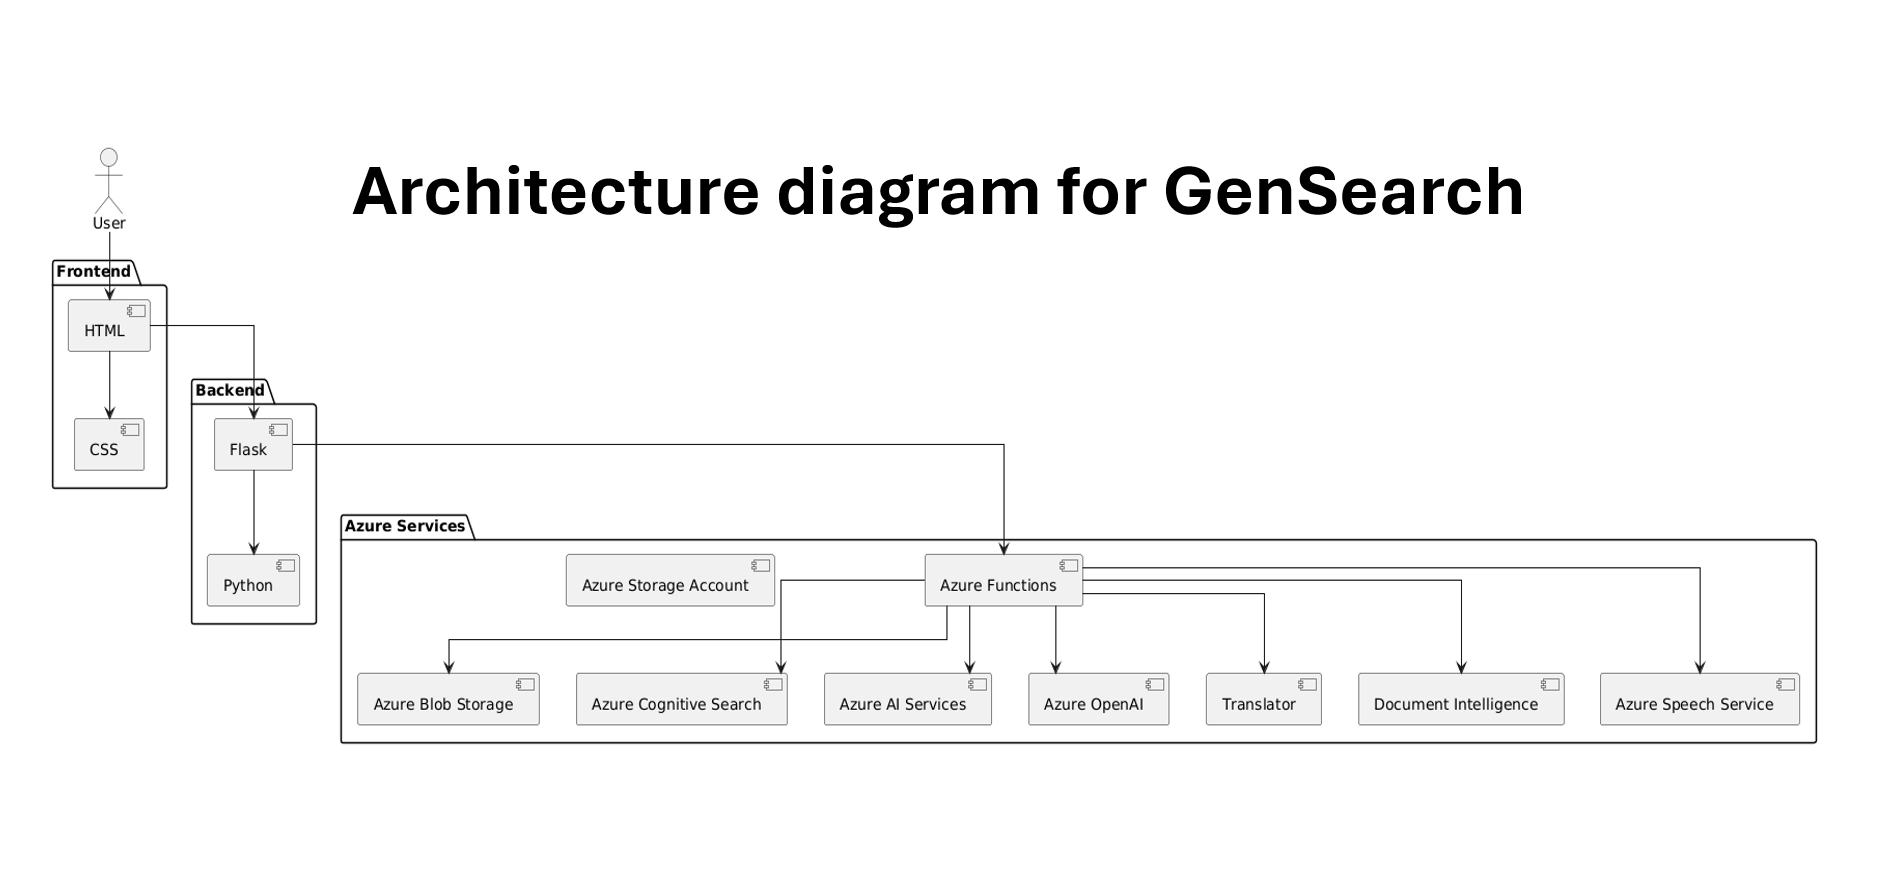 Architecture diagram for GenSearch
User
Frontend
HTML
CSS
Backend
Flask
Python
Azure Services
Azure Storage Account
Azure Functions
Azure Blob Storage
Azure Cognitive Search
Azure AI Services
Azure OpenAI
Translator
Document Intelligence
Azure Speech Service